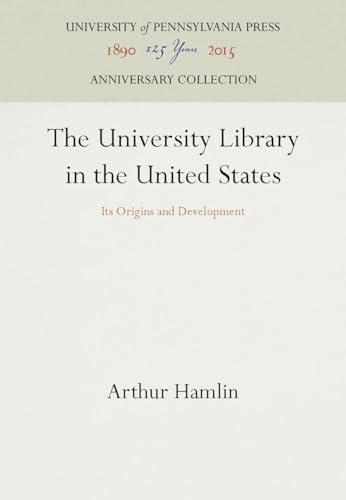 UNIVERSITY of PENNSYLVANIA PRESS
1890 125 Years 2015
ANNIVERSARY COLLECTION
The University Library
in the United States
Its Origins and Development
Arthur Hamlin